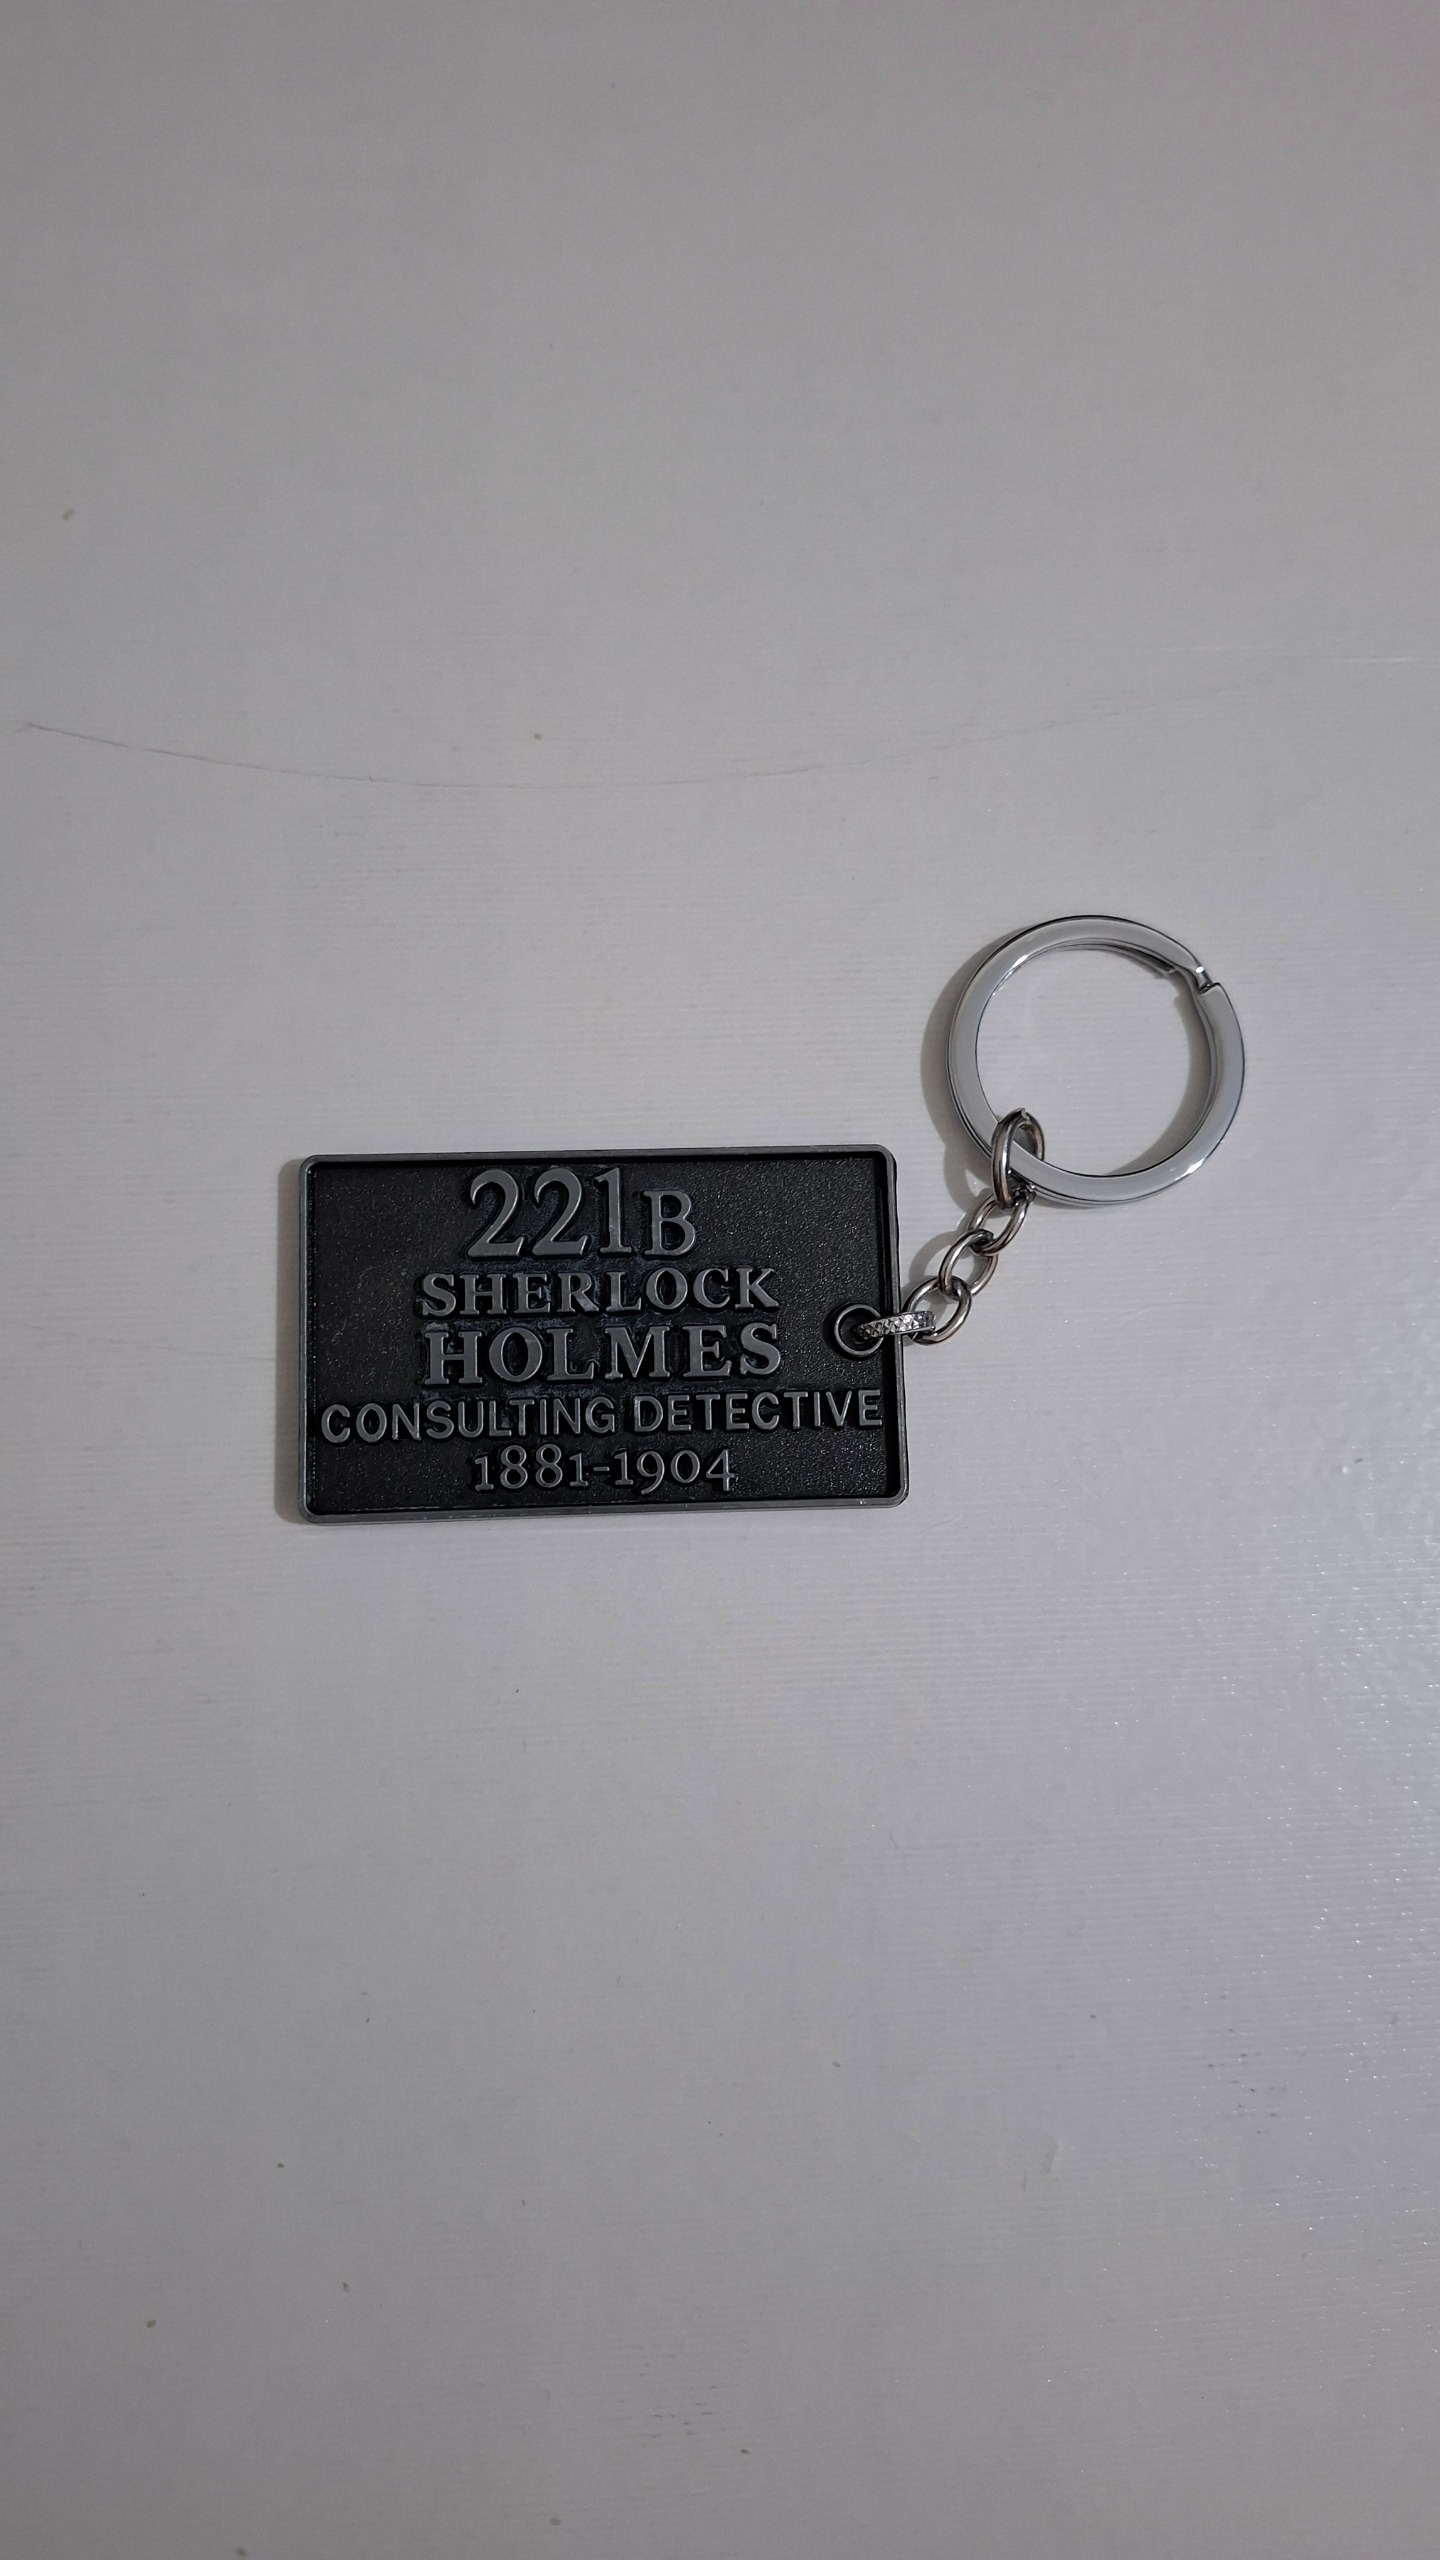 221B
SHERLOCK
HOLMES
CONSULTING DETECTIVE
1881-1904